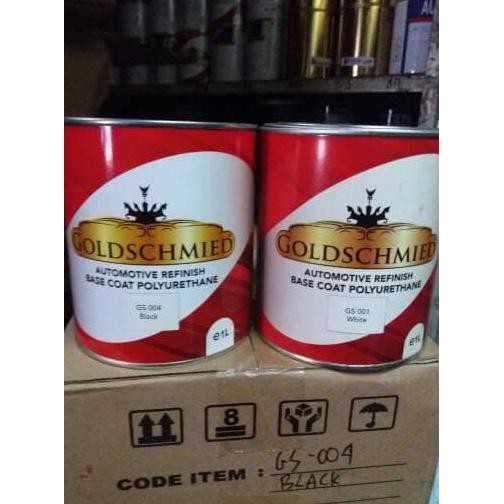 GOLDSCHMIED
AUTOMOTIVE REFINISH
BASE COAT POLYURETHANE
GS 004
Black
e1L
GOLDSCHMIED
AUTOMOTIVE REFINISH
BASE COAT POLYURETHANE
GS 001
White
e1L
AU
8
CODE ITEM : GS-004
BLACK